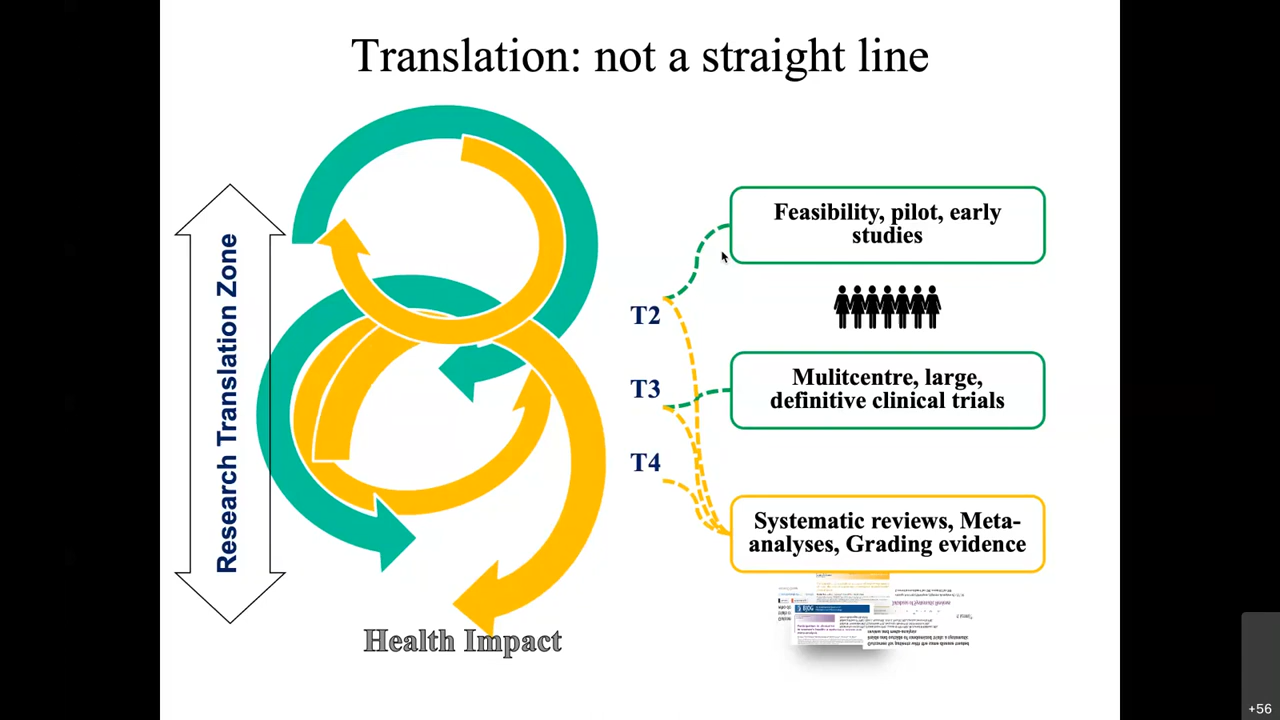 Translation: not a straight line
Research Translation Zone
Feasibility, pilot, early
studies
T2
Mulitcentre, large,
definitive clinical trials
T3
T4
Systematic reviews, Meta-
analyses, Grading evidence
BJOG
Health Impact
+56